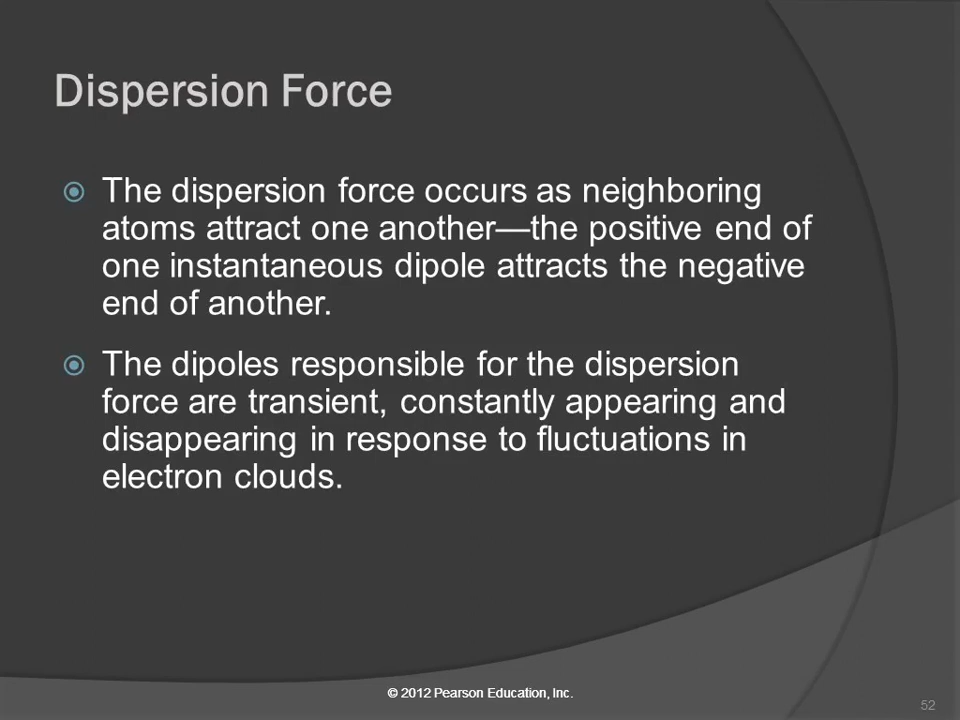 Dispersion Force
The dispersion force occurs as neighboring
atoms attract one another—the positive end of
one instantaneous dipole attracts the negative
end of another.
The dipoles responsible for the dispersion
force are transient, constantly appearing and
disappearing in response to fluctuations in
electron clouds.
© 2012 Pearson Education, Inc.
52